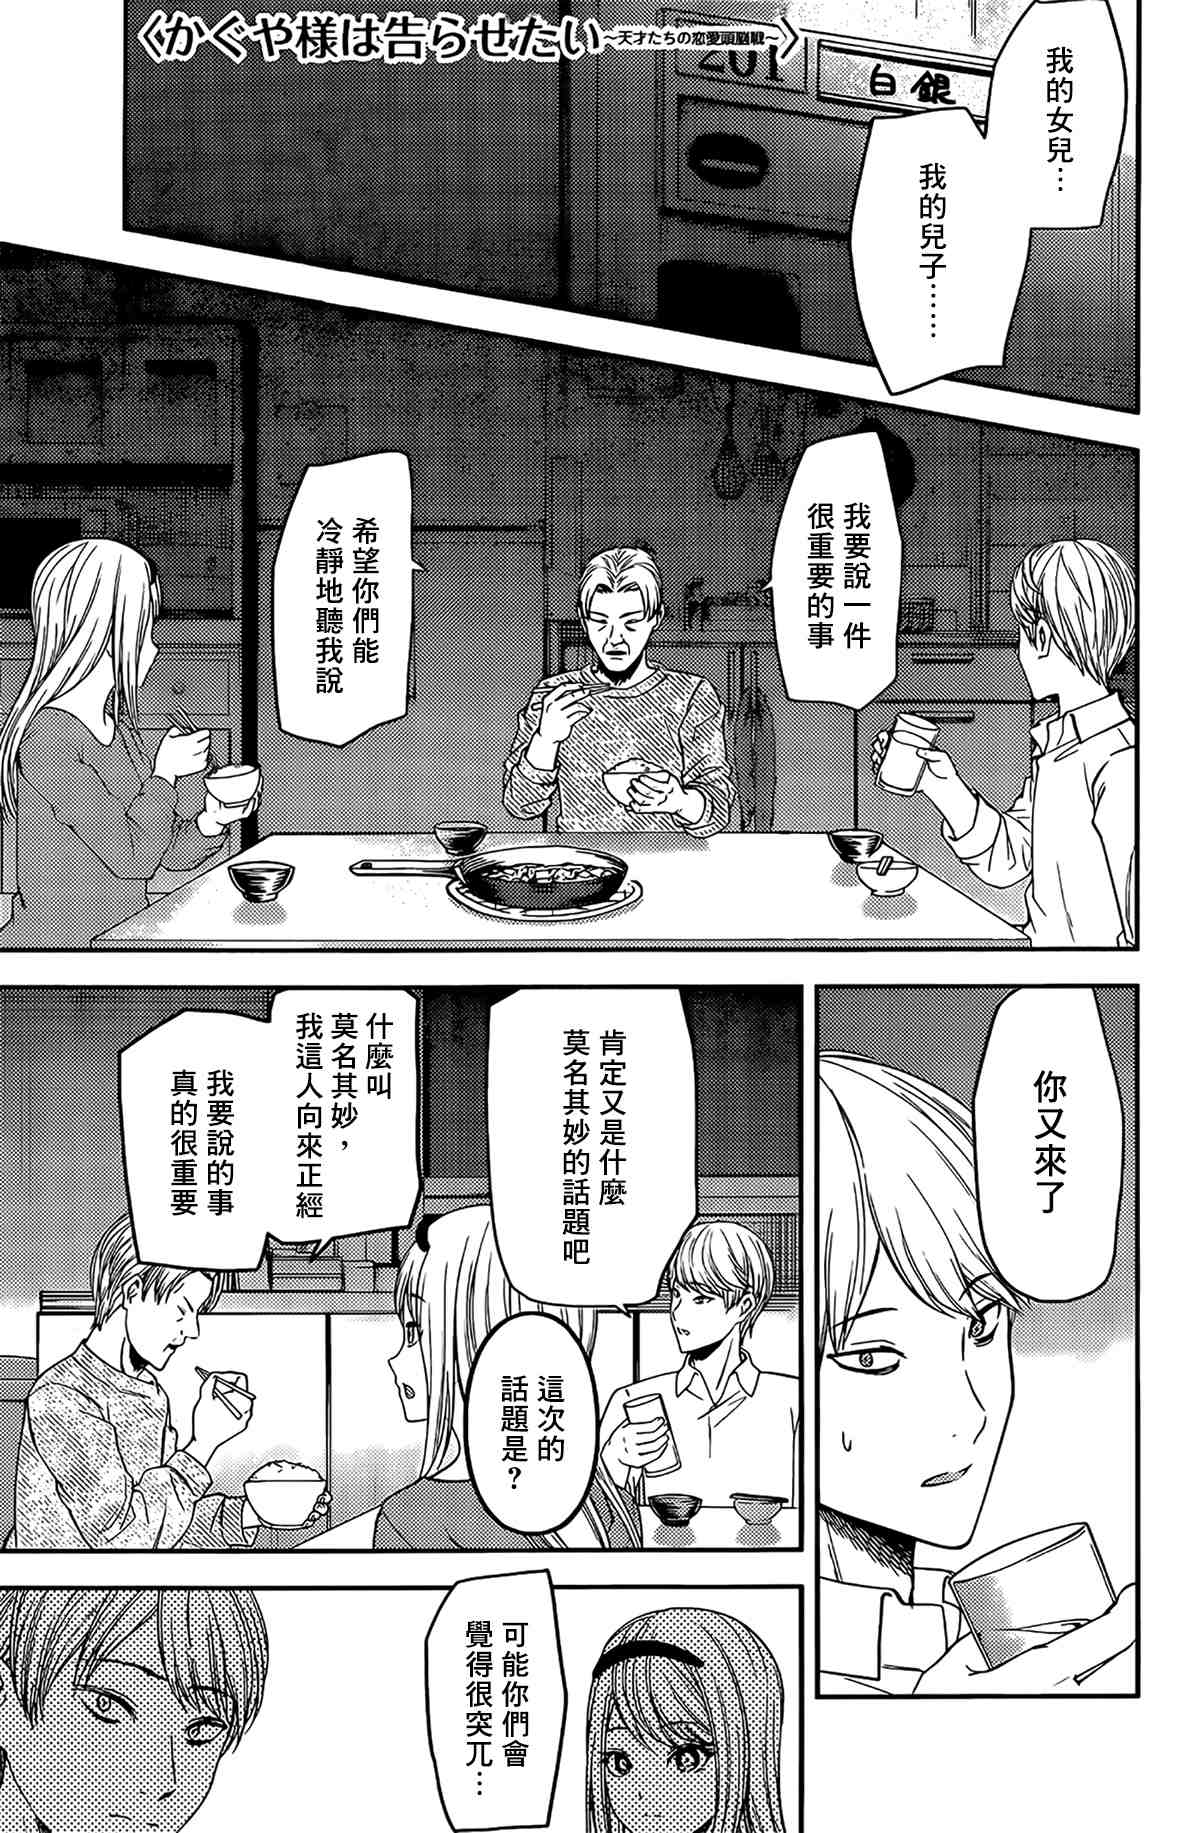 〈かぐや様は告らせたい～天才たちの恋愛頭脳戦～〉
201
白銀
我的女兒…
我的兒子……
我要說一件
很重要的事
希望你們能
冷靜地聽我說
你又來了
肯定又是什麼
莫名其妙的話題吧
這次的
話題是?
什麼叫
莫名其妙，
我這人向來正經
我要說的事
真的很重要
可能你們會
覺得很突兀…